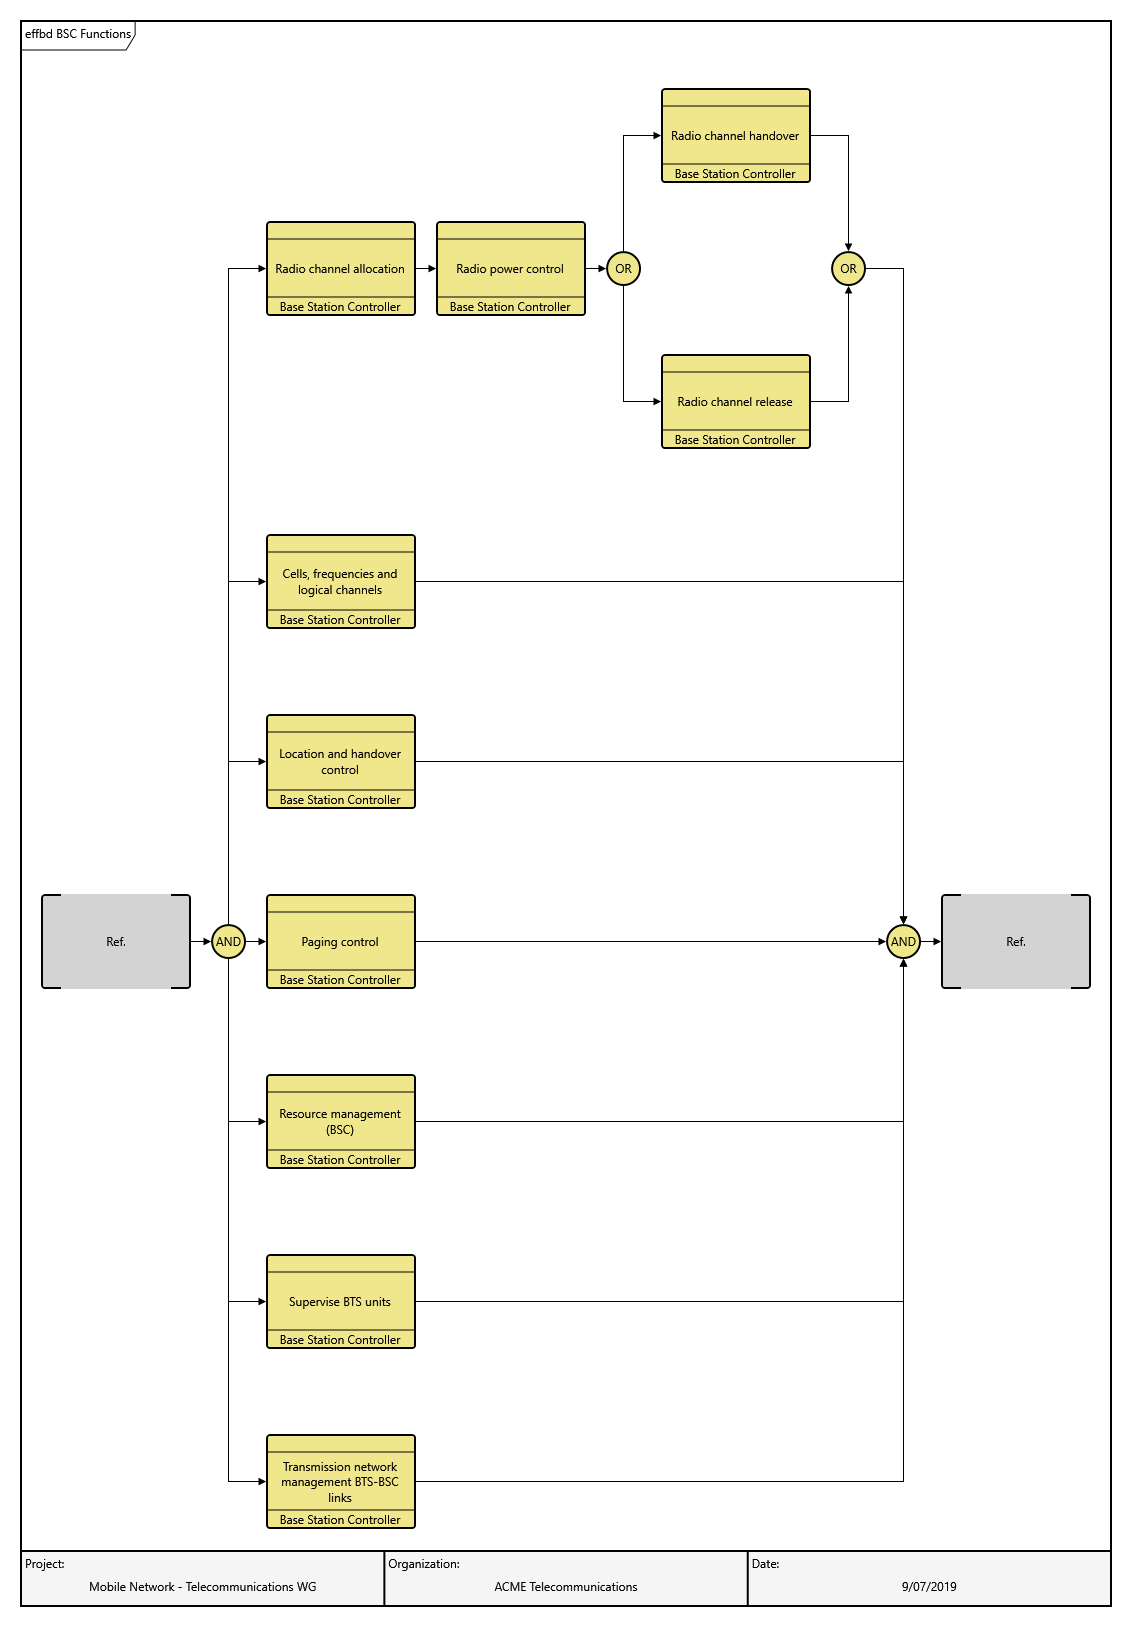 effbd BSC Functions
Radio channel handover
Base Station Controller
Radio channel allocation
Base Station Controller
Radio power control
Base Station Controller
OR
OR
Radio channel release
Base Station Controller
Cells, frequencies and
logical channels
Base Station Controller
Location and handover
control
Base Station Controller
Ref.
AND
Paging control
Base Station Controller
AND
Ref.
Resource management
(BSC)
Base Station Controller
Supervise BTS units
Base Station Controller
Transmission network
management BTS-BSC
links
Base Station Controller
Project:
Mobile Network - Telecommunications WG
Organization:
ACME Telecommunications
Date:
9/07/2019